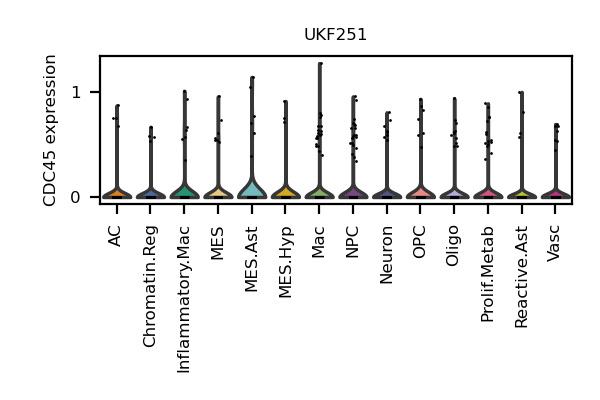 UKF251
CDC45 expression
1
0
AC
Chromatin.Reg
Inflammatory.Mac
MES
MES.Ast
MES.Hyp
Mac
NPC
Neuron
OPC
Oligo
Prolif.Metab
Reactive.Ast
Vasc